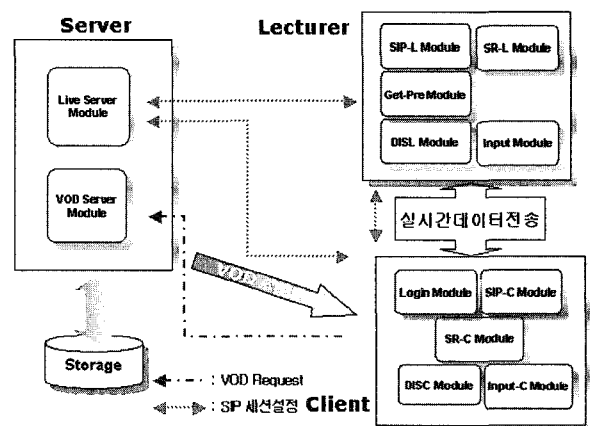 Server
Lecturer
Live Server
Module
VOD Server
Module
SIP-L Module
SR-L Module
Get-Pre Module
DISL Module
Input Module
실시간데이터전송
Login Module
SIP-C Module
SR-C Module
DISC Module
Input-C Module
Storage
: VOD Request
: SIP 세션설정
Client